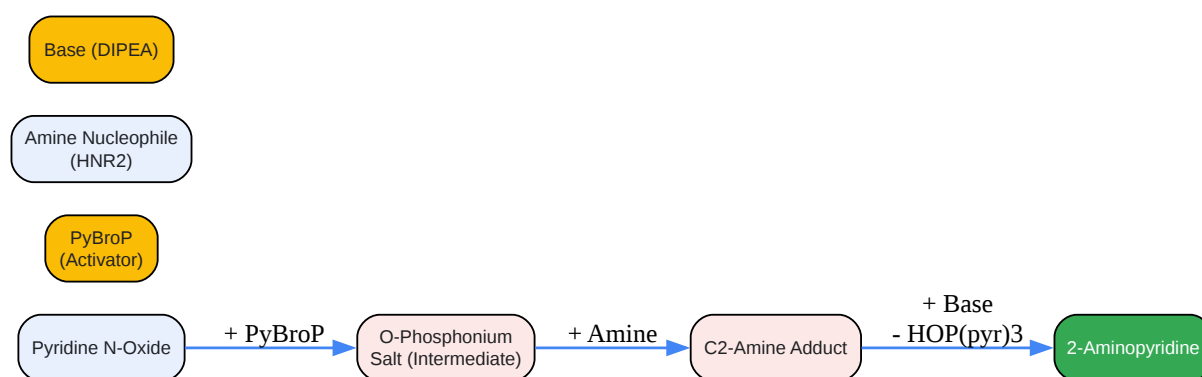 Base (DIPEA)
Amine Nucleophile
(HNR2)
PyBroP
(Activator)
Pyridine N-Oxide
+ PyBroP
O-Phosphonium
Salt (Intermediate)
+ Amine
C2-Amine Adduct
+ Base
- HOP(pyr)3
2-Aminopyridine